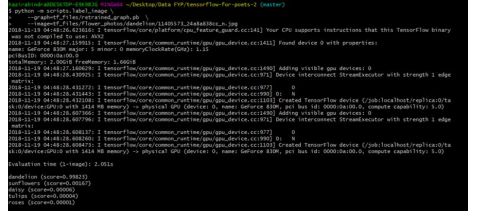 kapirahindra@DESKTOP-E9K0BJG MINGW64 ~/Desktop/Data FYP/tensorflow-for-poets-2 (master)
$ python -m scripts.label_image \
> --graph=tf_files/retrained_graph.pb \
> --image=tf_files/flower_photos/dandelion/11405573_24a8a838cc_n.jpg
2018-11-19 04:48:26.623616: I tensorflow/core/platform/cpu_feature_guard.cc:141] Your CPU supports instructions that this TensorFlow binary
was not compiled to use: AVX2
2018-11-19 04:48:27.180629: I tensorflow/core/common_runtime/gpu/gpu_device.cc:1411] Found device 0 with properties:
name: GeForce 830M major: 5 minor: 0 memoryClockRate(GHz): 1.15
pciBusID: 0000:0a:00.0
totalMemory: 2.00GiB freeMemory: 1.66GiB
2018-11-19 04:48:27.189659: I tensorflow/core/common_runtime/gpu/gpu_device.cc:1490] Adding visible gpu devices: 0
2018-11-19 04:48:28.430925: I tensorflow/core/common_runtime/gpu/gpu_device.cc:971] Device interconnect StreamExecutor with strength 1 edge
matrix:
2018-11-19 04:48:28.431272: I tensorflow/core/common_runtime/gpu/gpu_device.cc:977] 0
2018-11-19 04:48:28.431443: I tensorflow/core/common_runtime/gpu/gpu_device.cc:990] 0: N
2018-11-19 04:48:28.432108: I tensorflow/core/common_runtime/gpu/gpu_device.cc:1103] Created TensorFlow device (/job:localhost/replica:0/ta
sk:0/device:GPU:0 with 1414 MB memory) -> physical GPU (device: 0, name: GeForce 830M, pci bus id: 0000:0a:00.0, compute capability: 5.0)
2018-11-19 04:48:28.607366: I tensorflow/core/common_runtime/gpu/gpu_device.cc:1490] Adding visible gpu devices: 0
2018-11-19 04:48:28.607796: I tensorflow/core/common_runtime/gpu/gpu_device.cc:971] Device interconnect StreamExecutor with strength 1 edge
matrix:
2018-11-19 04:48:28.608137: I tensorflow/core/common_runtime/gpu/gpu_device.cc:977] 0
2018-11-19 04:48:28.608260: I tensorflow/core/common_runtime/gpu/gpu_device.cc:990] 0: N
2018-11-19 04:48:28.608473: I tensorflow/core/common_runtime/gpu/gpu_device.cc:1103] Created TensorFlow device (/job:localhost/replica:0/ta
sk:0/device:GPU:0 with 1414 MB memory) -> physical GPU (device: 0, name: GeForce 830M, pci bus id: 0000:0a:00.0, compute capability: 5.0)
Evaluation time (1-image): 2.051s
dandelion (score=0.99823)
sunflowers (score=0.00167)
daisy (score=0.00006)
tulips (score=0.00004)
roses (score=0.00001)